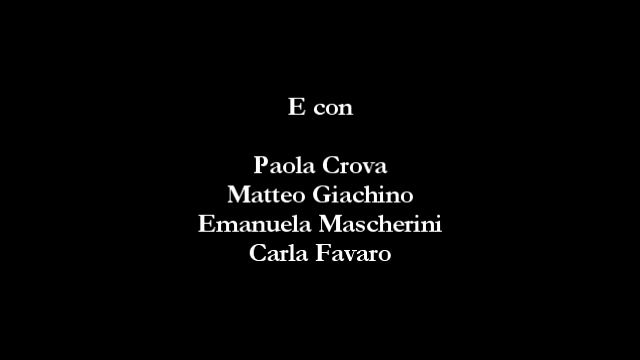 E con
Paola Crova
Matteo Giachino
Emanuela Mascherini
Carla Favaro